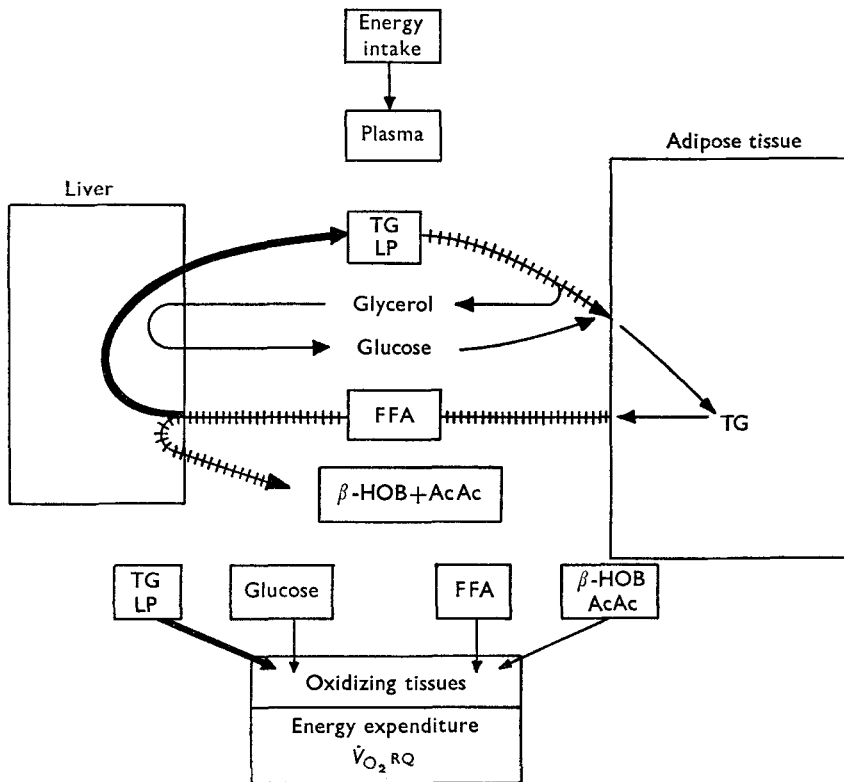 Energy
intake
Plasma
Adipose tissue
Liver
TG
LP
Glycerol
Glucose
FFA
TG
β-HOB+AcAc
TG
LP
Glucose
FFA
β-HOB
AcAc
Oxidizing tissues
Energy expenditure
V̇O₂ RQ